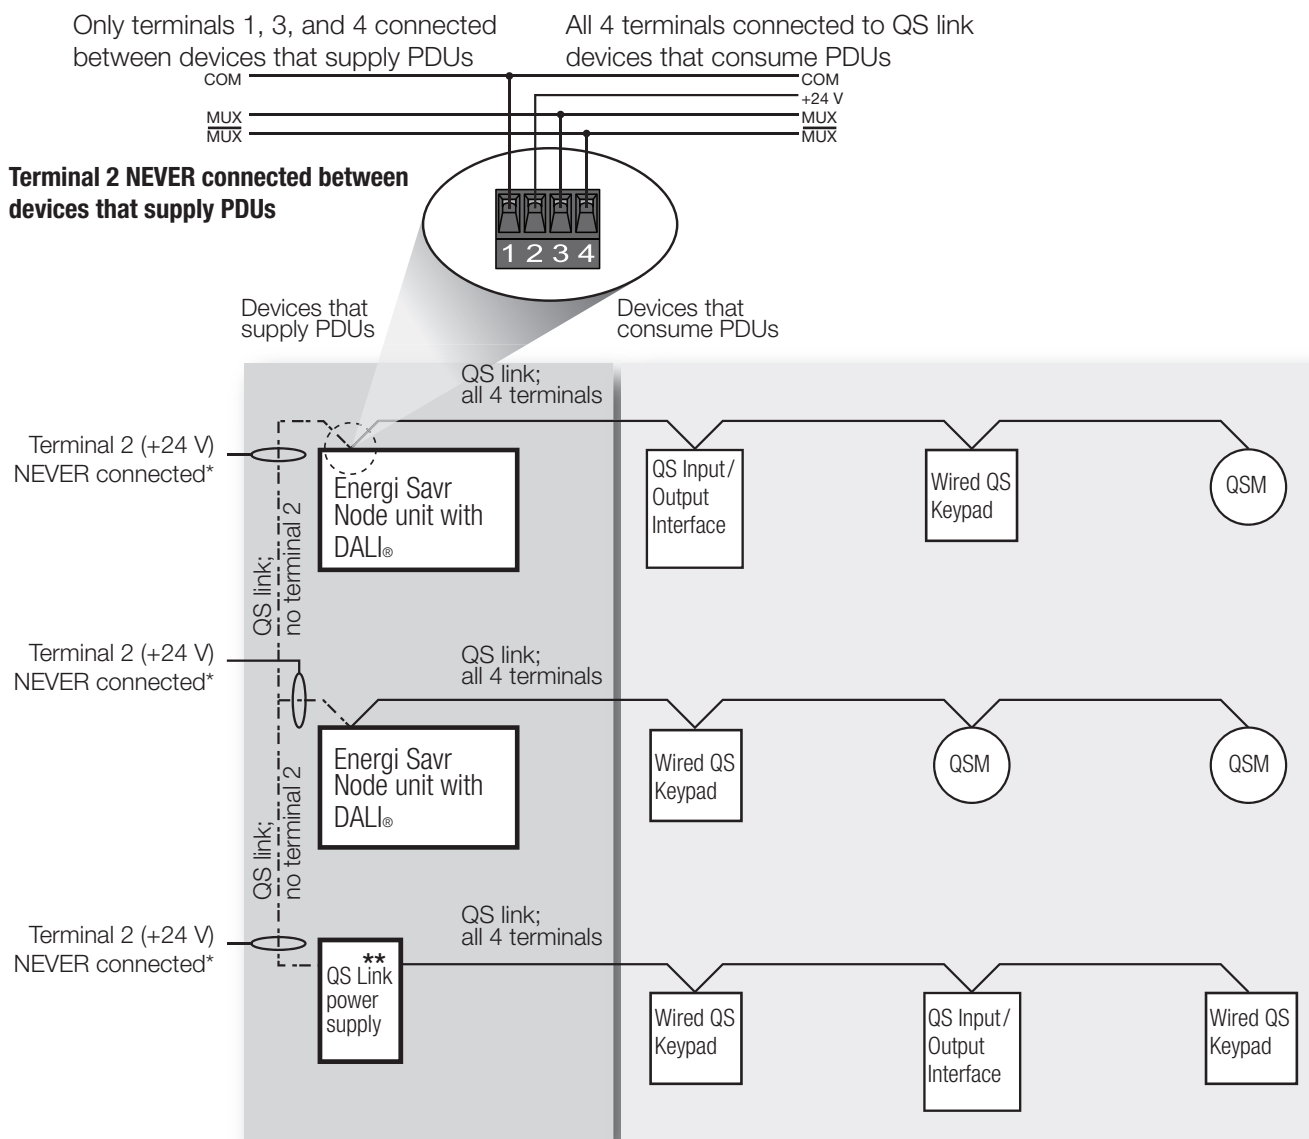 Only terminals 1, 3, and 4 connected
between devices that supply PDUs
All 4 terminals connected to QS link
devices that consume PDUs
COM
MUX
MUX
COM
+24 V
MUX
MUX
Terminal 2 NEVER connected between
devices that supply PDUs
1 2 3 4
Devices that
supply PDUs
Devices that
consume PDUs
QS link;
all 4 terminals
Terminal 2 (+24 V)
NEVER connected*
Energi Savr
Node unit with
DALI®
QS Input/
Output
Interface
Wired QS
Keypad
QSM
QS link;
no terminal 2
Terminal 2 (+24 V)
NEVER connected*
QS link;
all 4 terminals
Energi Savr
Node unit with
DALI®
Wired QS
Keypad
QSM
QSM
QS link;
no terminal 2
Terminal 2 (+24 V)
NEVER connected*
QS link;
all 4 terminals
**
QS Link
power
supply
Wired QS
Keypad
QS Input/
Output
Interface
Wired QS
Keypad